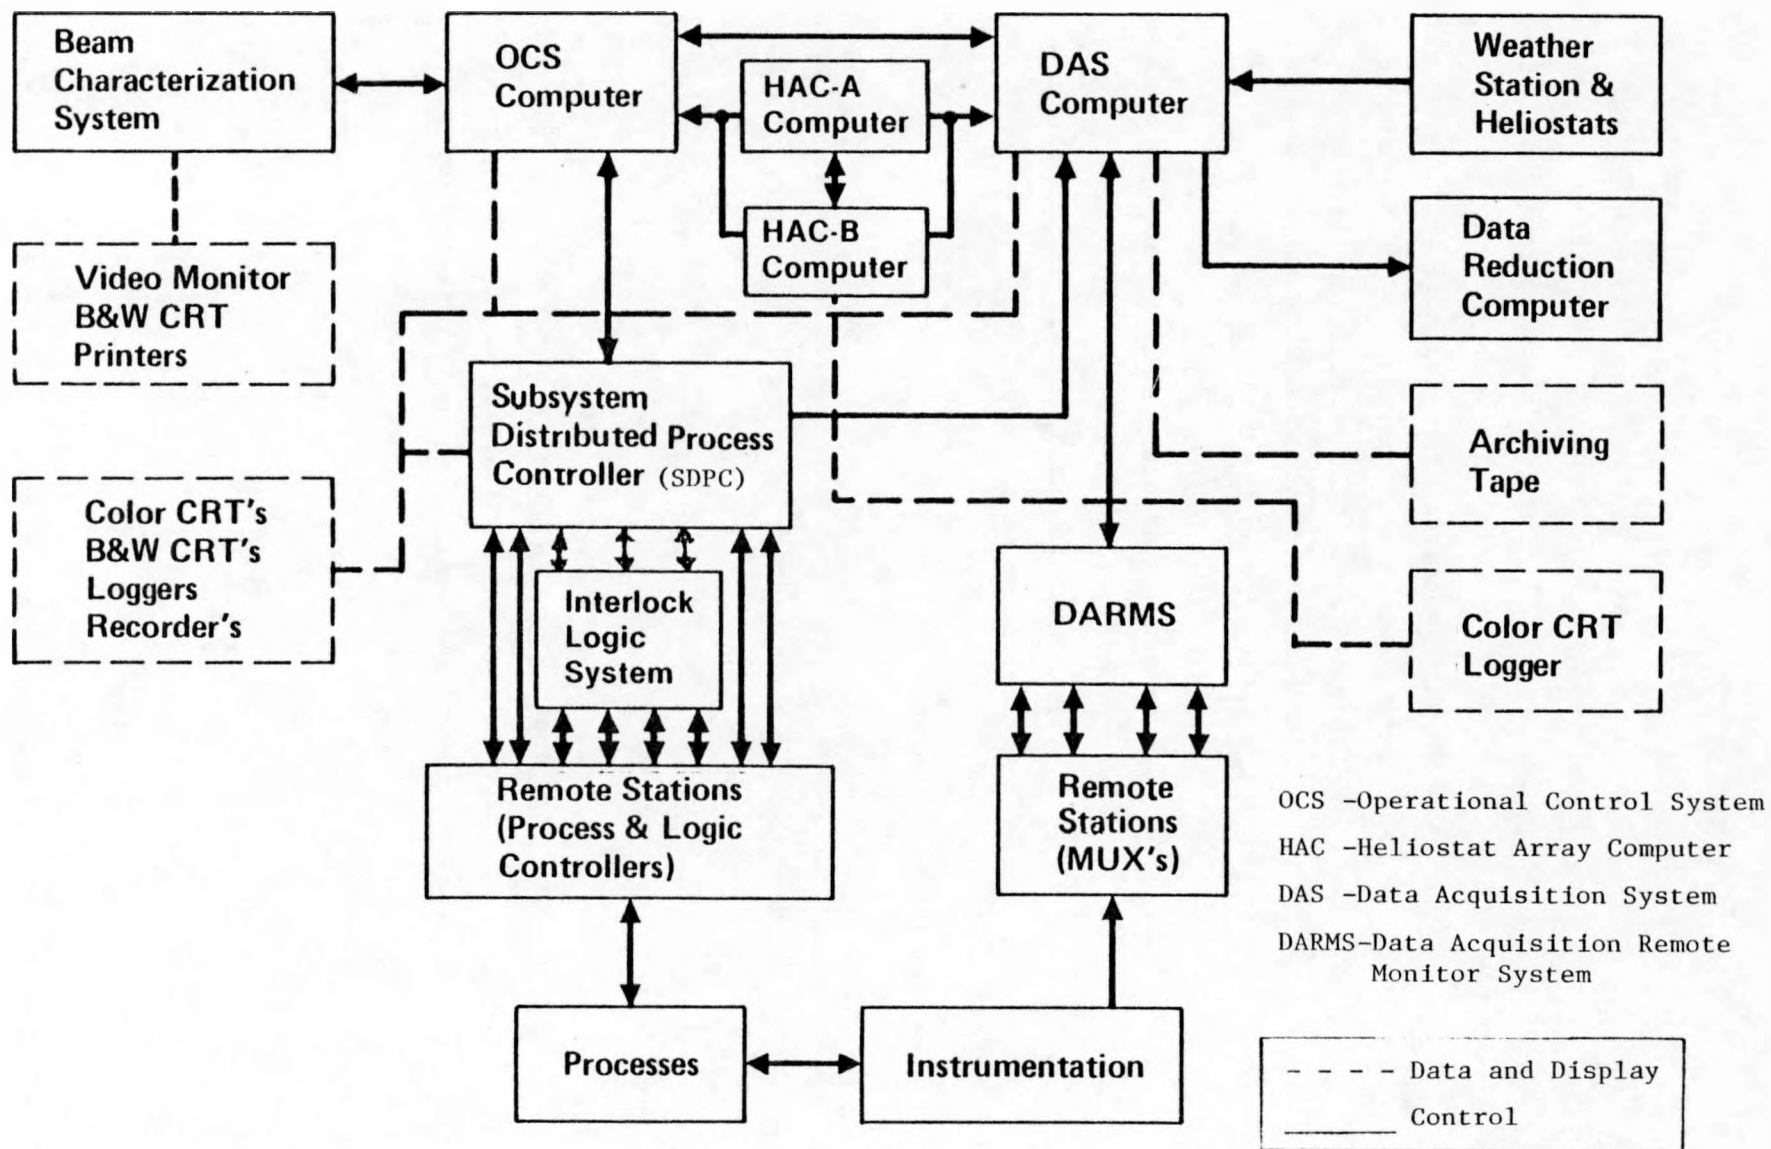 Beam
Characterization
System
OCS
Computer
HAC-A
Computer
HAC-B
Computer
DAS
Computer
Weather
Station &
Heliostats
Data
Reduction
Computer
Video Monitor
B&W CRT
Printers
Subsystem
Distributed Process
Controller (SDPC)
Archiving
Tape
Color CRT's
B&W CRT's
Loggers
Recorder's
Interlock
Logic
System
DARMS
Color CRT
Logger
Remote Stations
(Process & Logic
Controllers)
Remote
Stations
(MUX's)
Processes
Instrumentation
OCS -Operational Control System
HAC -Heliostat Array Computer
DAS -Data Acquisition System
DARMS-Data Acquisition Remote
Monitor System
Data and Display
Control